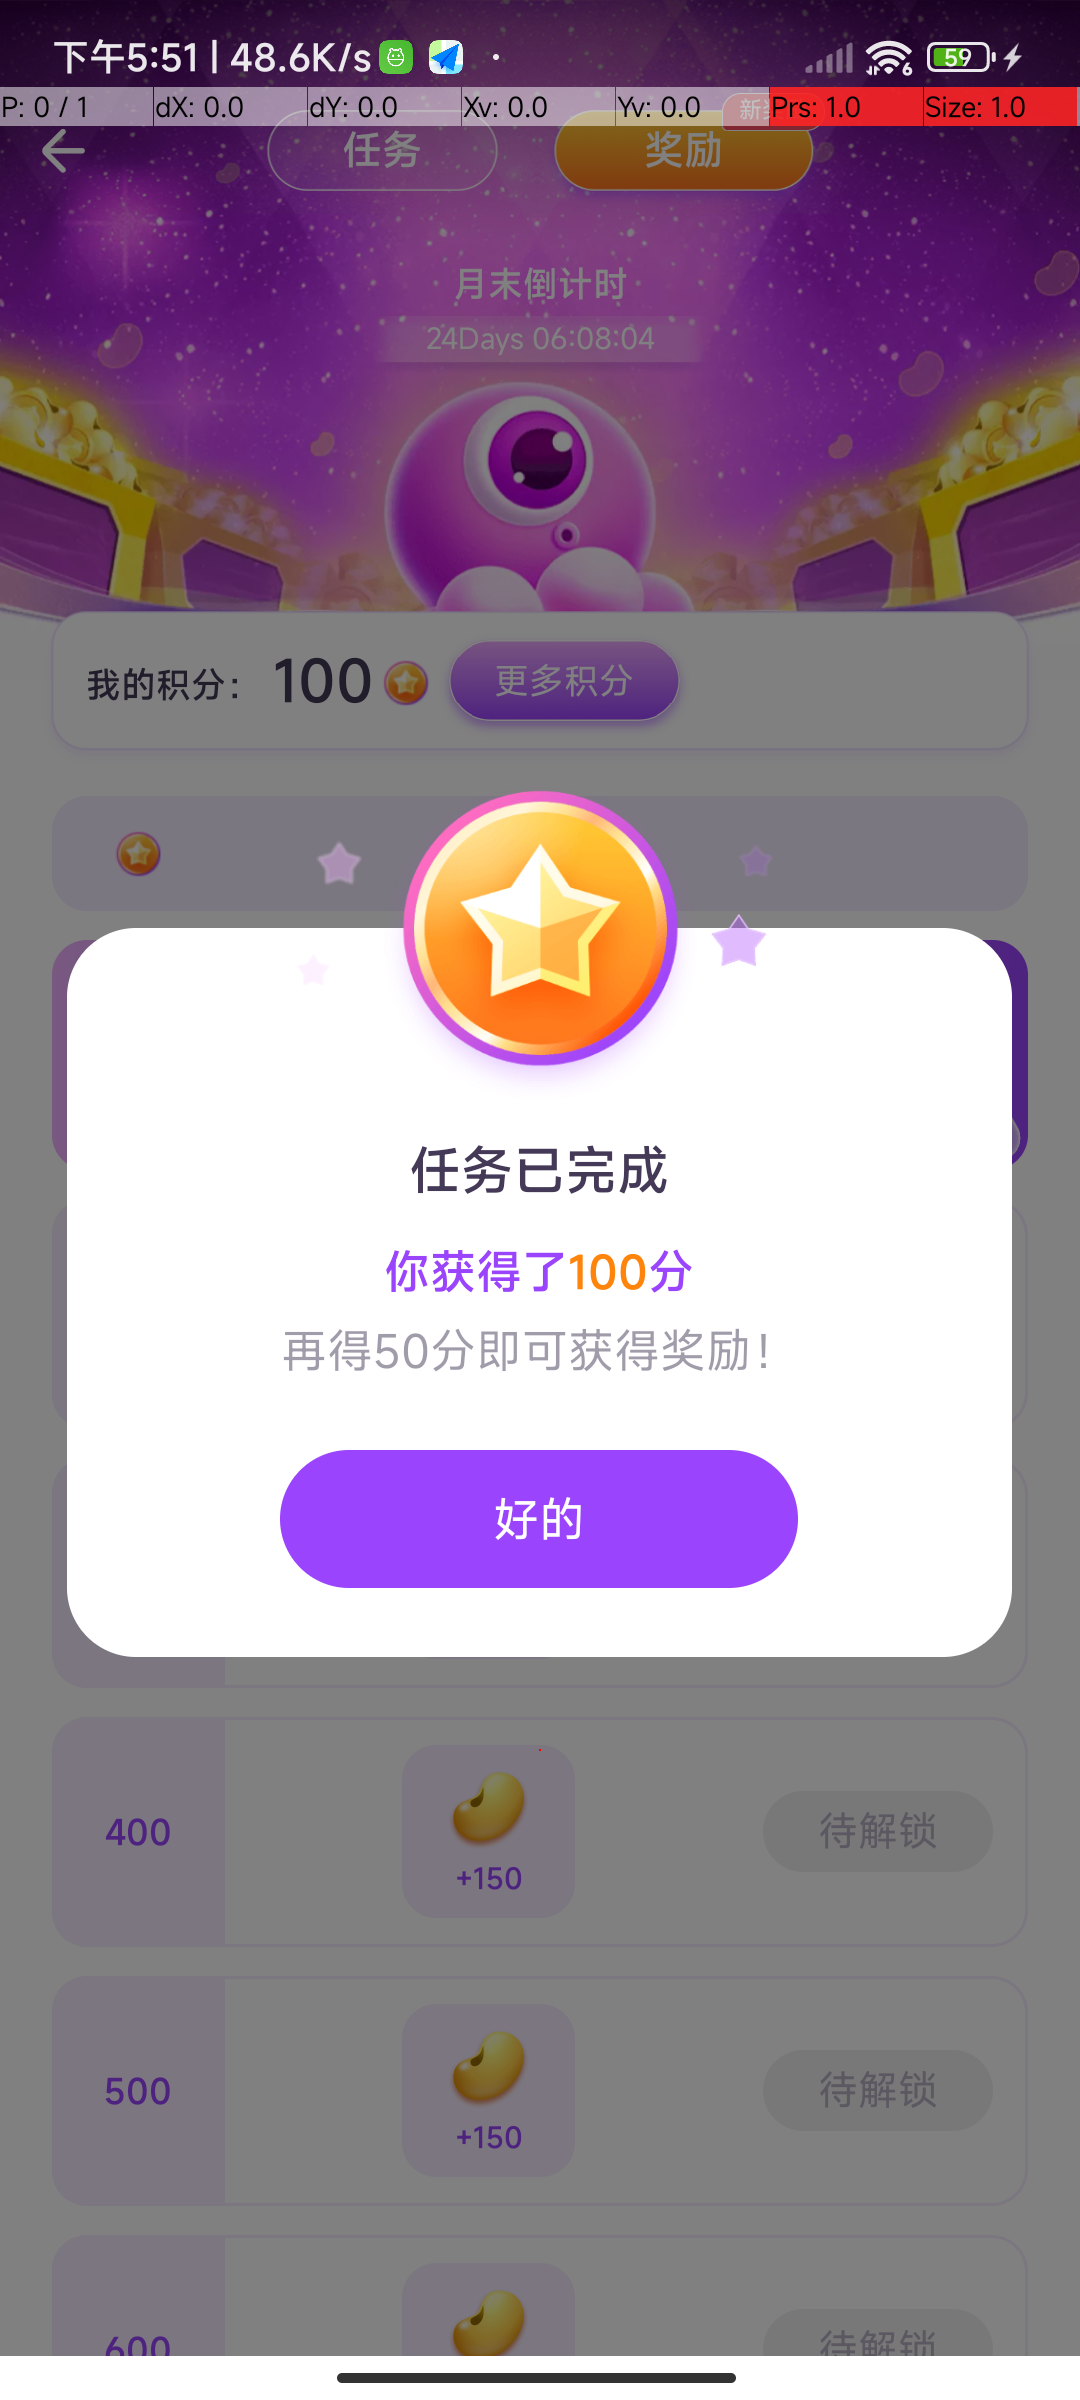 下午5:51 | 48.6K/s
59
P: 0 / 1 dX: 0.0 dY: 0.0 Xv: 0.0 Yv: 0.0 Prs: 1.0 Size: 1.0
任务 奖励
月末倒计时
24Days 06:08:04
我的积分： 100 更多积分
任务已完成
你获得了100分
再得50分即可获得奖励！
好的
400 +150 待解锁
500 +150 待解锁
600 待解锁